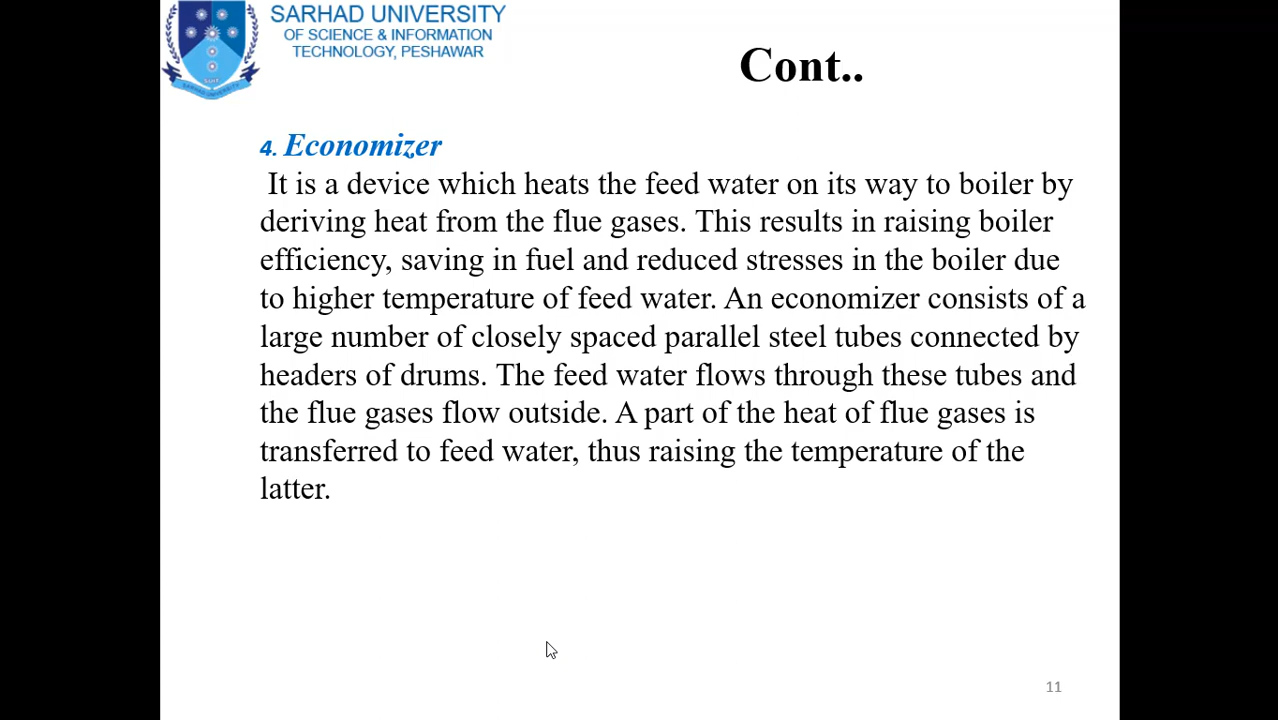 SARHAD UNIVERSITY
OF SCIENCE & INFORMATION
TECHNOLOGY, PESHAWAR
Cont..
4. Economizer
It is a device which heats the feed water on its way to boiler by
deriving heat from the flue gases. This results in raising boiler
efficiency, saving in fuel and reduced stresses in the boiler due
to higher temperature of feed water. An economizer consists of a
large number of closely spaced parallel steel tubes connected by
headers of drums. The feed water flows through these tubes and
the flue gases flow outside. A part of the heat of flue gases is
transferred to feed water, thus raising the temperature of the
latter.
11